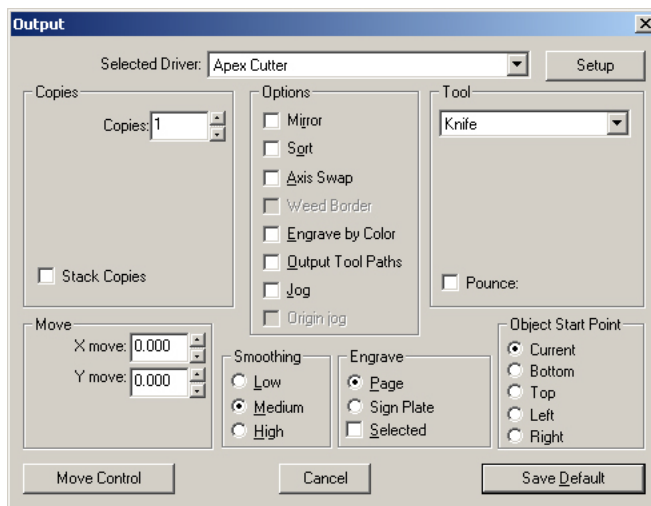 Output
Selected Driver: Apex Cutter Setup
Copies
Copies: 1
Stack Copies
Options
Mirror
Sort
Axis Swap
Weed Border
Engrave by Color
Output Tool Paths
Jog
Origin jog
Tool
Knife
Pounce:
Move
X move: 0.000
Y move: 0.000
Smoothing
Low
Medium
High
Engrave
Page
Sign Plate
Selected
Object Start Point
Current
Bottom
Top
Left
Right
Move Control Cancel Save Default